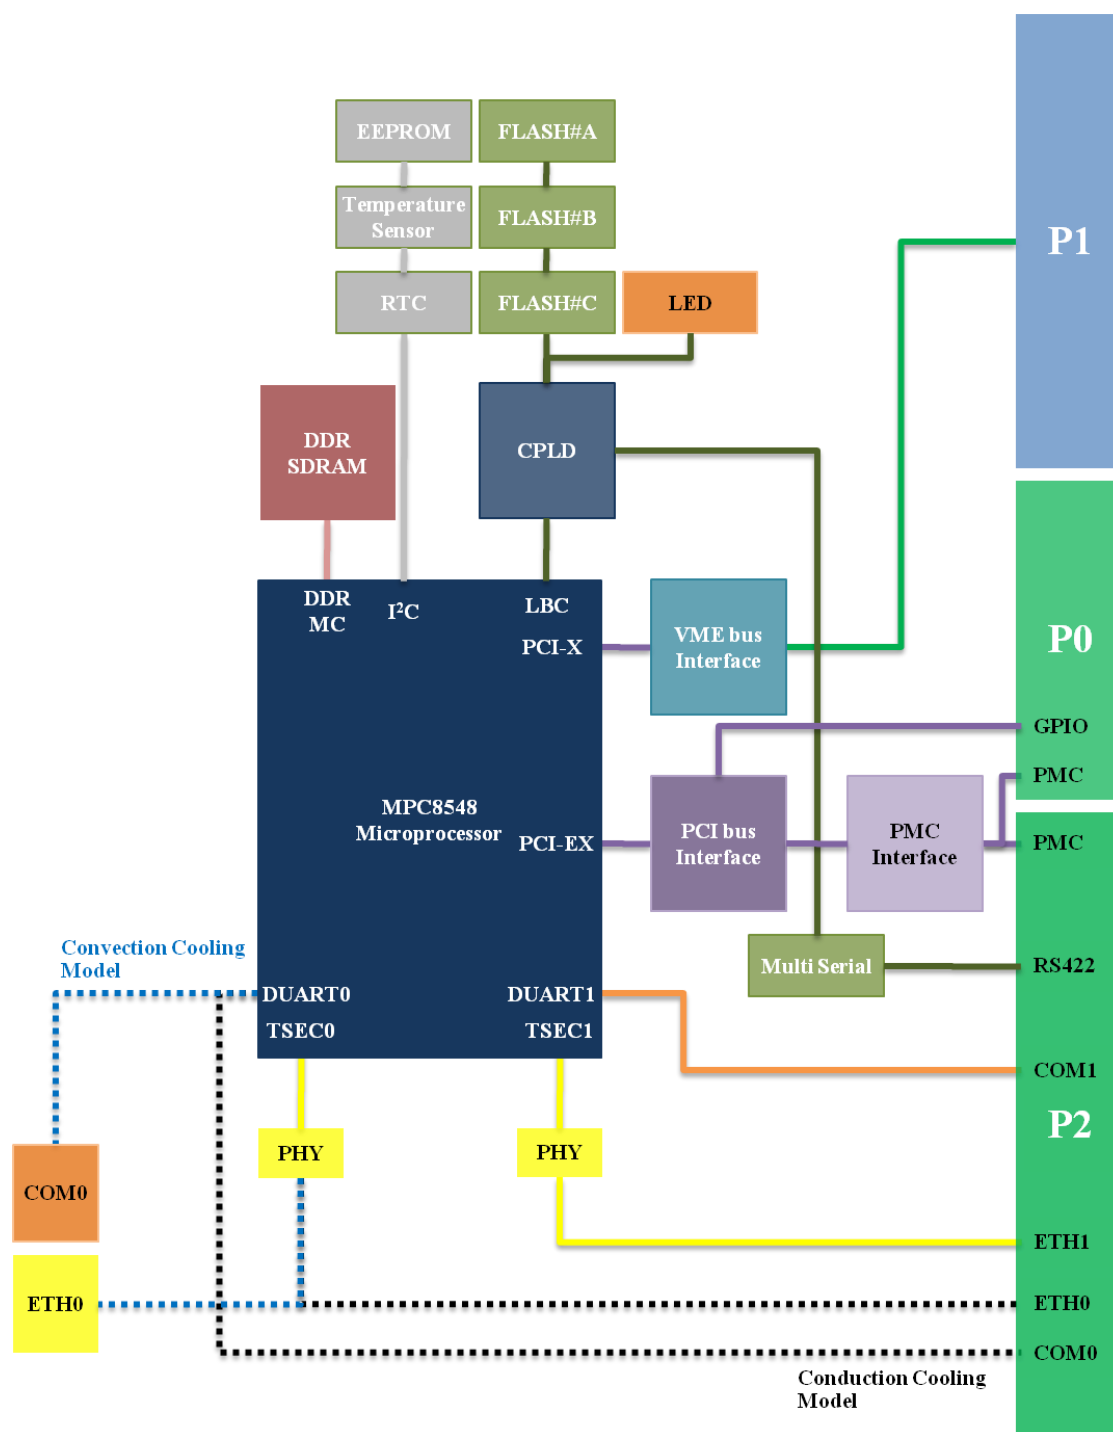 EEPROM
FLASH#A
Temperature
Sensor
FLASH#B
P1
RTC
FLASH#C
LED
DDR
SDRAM
CPLD
DDR
MC
I²C
LBC
PCI-X
VME bus
Interface
P0
GPIO
PMC
MPC8548
Microprocessor
PCI-EX
PCI bus
Interface
PMC
Interface
PMC
Convection Cooling
Model
Multi Serial
RS422
DUART0
DUART1
TSEC0
TSEC1
COM1
P2
PHY
PHY
COM0
ETH1
ETH0
ETH0
COM0
Conduction Cooling
Model